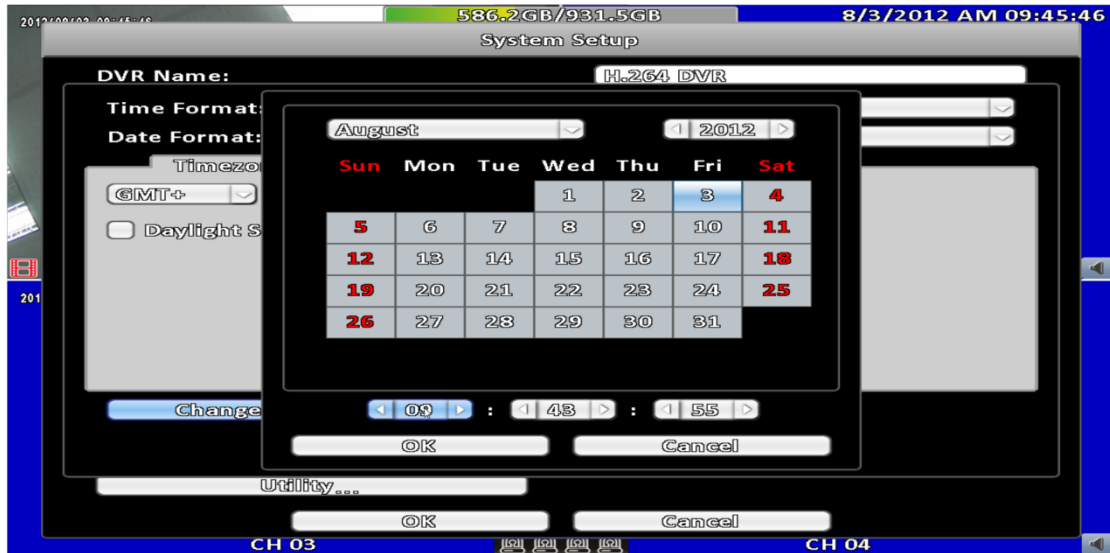 586.2GB/931.5GB 8/3/2012 AM 09:45:46
System Setup
DVR Name: H.264 DVR
Time Format:
Date Format:
August 2012
Timezo
Sun Mon Tue Wed Thu Fri Sat
GMT+
1 2 3 4
Daylight S
5 6 7 8 9 10 11
12 13 14 15 16 17 18
201
19 20 21 22 23 24 25
26 27 28 29 30 31
Change
09 : 43 : 55
OK Cancel
Utility...
OK Cancel
CH 03 CH 04